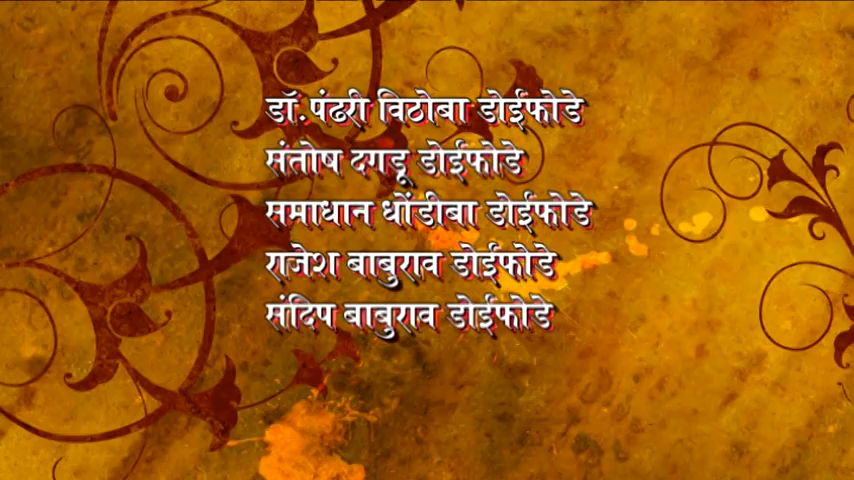 डॉ.पंढरी विठोबा डोईफोडे
संतोष दगडू डोईफोडे
समाधान धोंडीबा डोईफोडे
राजेश बाबुराव डोईफोडे
संदिप बाबुराव डोईफोडे